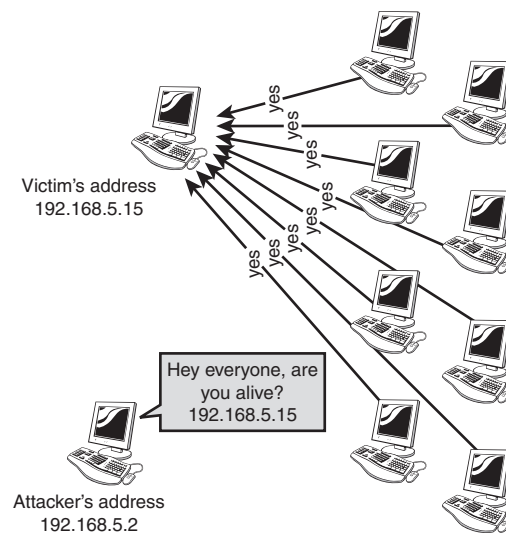 yes
yes
yes
yes
yes
yes
yes
yes
Victim's address
192.168.5.15
Hey everyone, are
you alive?
192.168.5.15
Attacker's address
192.168.5.2